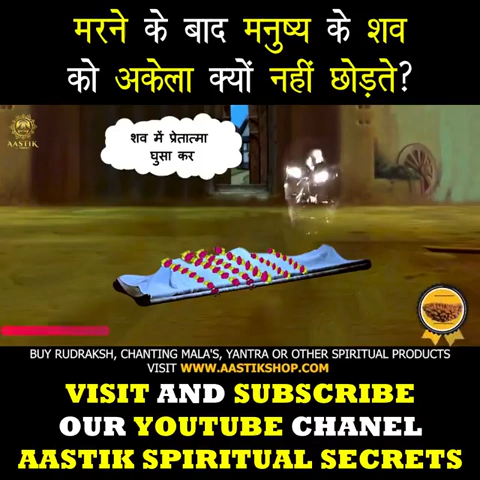 मरने के बाद मनुष्य के शव
को अकेला क्यों नहीं छोड़ते?
AASTIK
शव में प्रेतात्मा
घुसा कर
BUY RUDRAKSH, CHANTING MALA'S, YANTRA OR OTHER SPIRITUAL PRODUCTS
VISIT WWW.AASTIKSHOP.COM
VISIT AND SUBSCRIBE
OUR YOUTUBE CHANEL
AASTIK SPIRITUAL SECRETS